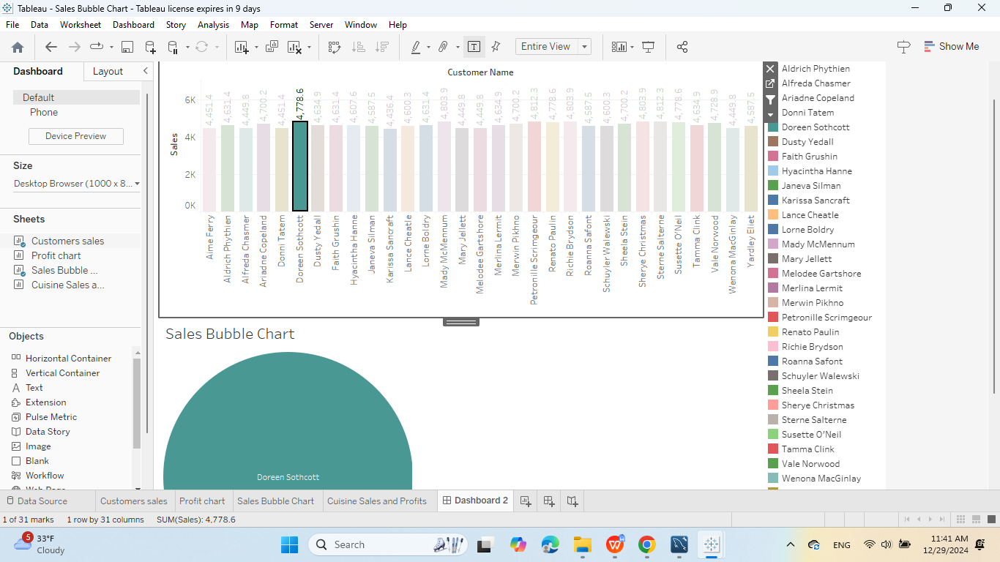 Tableau - Sales Bubble Chart - Tableau license expires in 9 days
File Data Worksheet Dashboard Story Analysis Map Format Server Window Help
Entire View
Show Me
Dashboard Layout
Default
Phone
Device Preview
Size
Desktop Browser (1000 x 8...
Sheets
Customers sales
Profit chart
Sales Bubble ...
Cuisine Sales a...
Objects
Horizontal Container
Vertical Container
Text
Extension
Pulse Metric
Data Story
Image
Blank
Workflow
Web Page
Customer Name
Sales
6K
4K
2K
0K
4,451.4
4,631.4
4,449.8
4,700.2
4,451.4
4,778.6
4,634.9
4,631.4
4,607.6
4,587.5
4,436.4
4,600.3
4,631.4
4,803.9
4,449.8
4,449.8
4,634.9
4,700.2
4,812.3
4,778.6
4,803.9
4,587.5
4,600.3
4,700.2
4,803.9
4,812.3
4,778.6
4,634.9
4,728.9
4,449.8
4,587.5
Aime Ferry
Aldrich Phythien
Alfreda Chasmer
Ariadne Copeland
Donni Tatem
Doreen Sothcott
Dusty Yedall
Faith Grushin
Hyacintha Hanne
Janeva Silman
Karissa Sancraft
Lance Cheatle
Lorne Boldry
Mady McMennum
Mary Jellett
Melodee Gartshore
Merlina Lermit
Merwin Pikhno
Petronille Scrimgeour
Renato Paulin
Richie Brydson
Roanna Safont
Schuyler Walewski
Sheela Stein
Sherye Christmas
Sterne Salterne
Susette O'Neil
Tamma Clink
Vale Norwood
Wenona MacGinlay
Yardley Eliet
Sales Bubble Chart
Doreen Sothcott
Aldrich Phythien
Alfreda Chasmer
Ariadne Copeland
Donni Tatem
Doreen Sothcott
Dusty Yedall
Faith Grushin
Hyacintha Hanne
Janeva Silman
Karissa Sancraft
Lance Cheatle
Lorne Boldry
Mady McMennum
Mary Jellett
Melodee Gartshore
Merlina Lermit
Merwin Pikhno
Petronille Scrimgeour
Renato Paulin
Richie Brydson
Roanna Safont
Schuyler Walewski
Sheela Stein
Sherye Christmas
Sterne Salterne
Susette O'Neil
Tamma Clink
Vale Norwood
Wenona MacGinlay
Data Source Customers sales Profit chart Sales Bubble Chart Cuisine Sales and Profits Dashboard 2
1 of 31 marks 1 row by 31 columns SUM(Sales): 4,778.6
5
33°F
Cloudy
Search
ENG
11:41 AM
12/29/2024